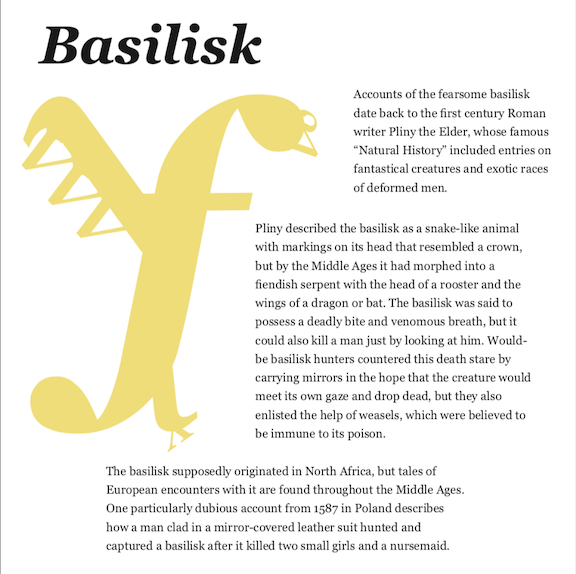 Basilisk
Accounts of the fearsome basilisk
date back to the first century Roman
writer Pliny the Elder, whose famous
“Natural History” included entries on
fantastical creatures and exotic races
of deformed men.
Pliny described the basilisk as a snake-like animal
with markings on its head that resembled a crown,
but by the Middle Ages it had morphed into a
fiendish serpent with the head of a rooster and the
wings of a dragon or bat. The basilisk was said to
possess a deadly bite and venomous breath, but it
could also kill a man just by looking at him. Would-
be basilisk hunters countered this death stare by
carrying mirrors in the hope that the creature would
meet its own gaze and drop dead, but they also
enlisted the help of weasels, which were believed to
be immune to its poison.
The basilisk supposedly originated in North Africa, but tales of
European encounters with it are found throughout the Middle Ages.
One particularly dubious account from 1587 in Poland describes
how a man clad in a mirror-covered leather suit hunted and
captured a basilisk after it killed two small girls and a nursemaid.